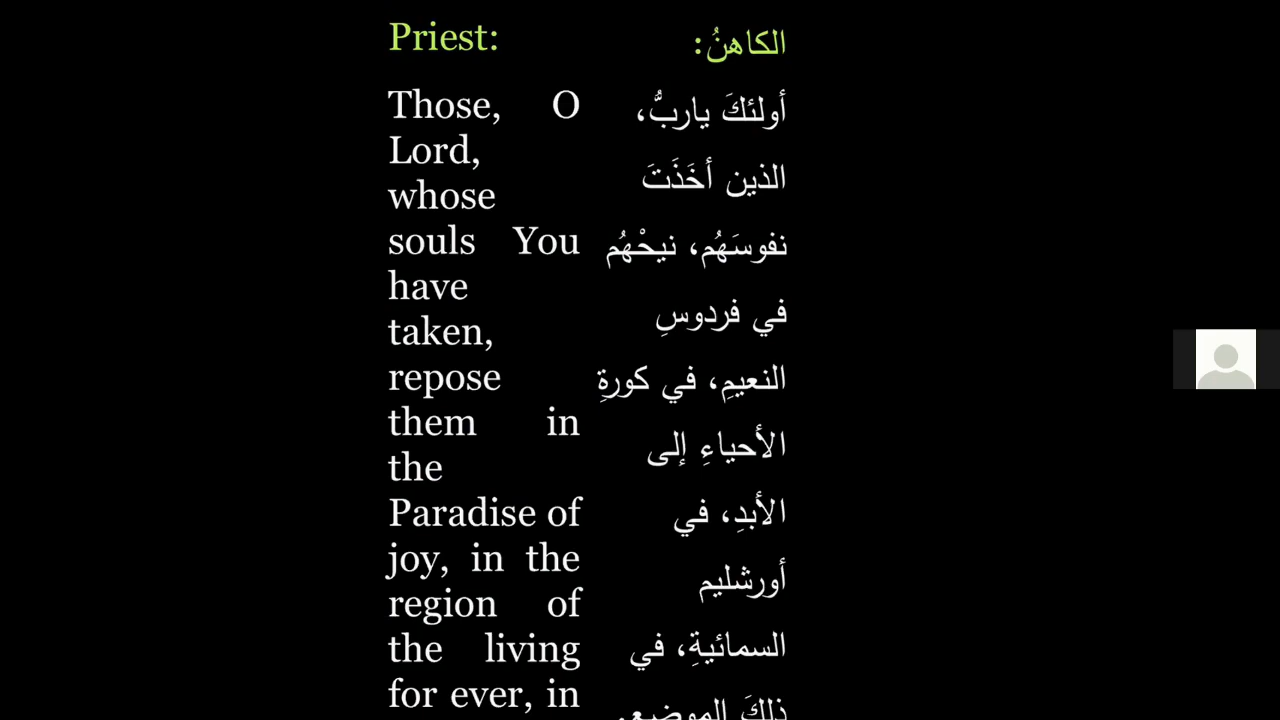 Priest:
Those, O
Lord,
whose
souls You
have
taken,
repose
them in
the
Paradise of
joy, in the
region of
the living
for ever, in
الكاهنُ:
أولئكَ ياربُّ،
الذين أخَذَتَ
نفوسَهُم، نيحْهُم
في فردوسِ
النعيمِ، في كورةِ
الأحياءِ إلى
الأبدِ، في
أورشليم
السمائيةِ، في
ذلكَ الموضعِ